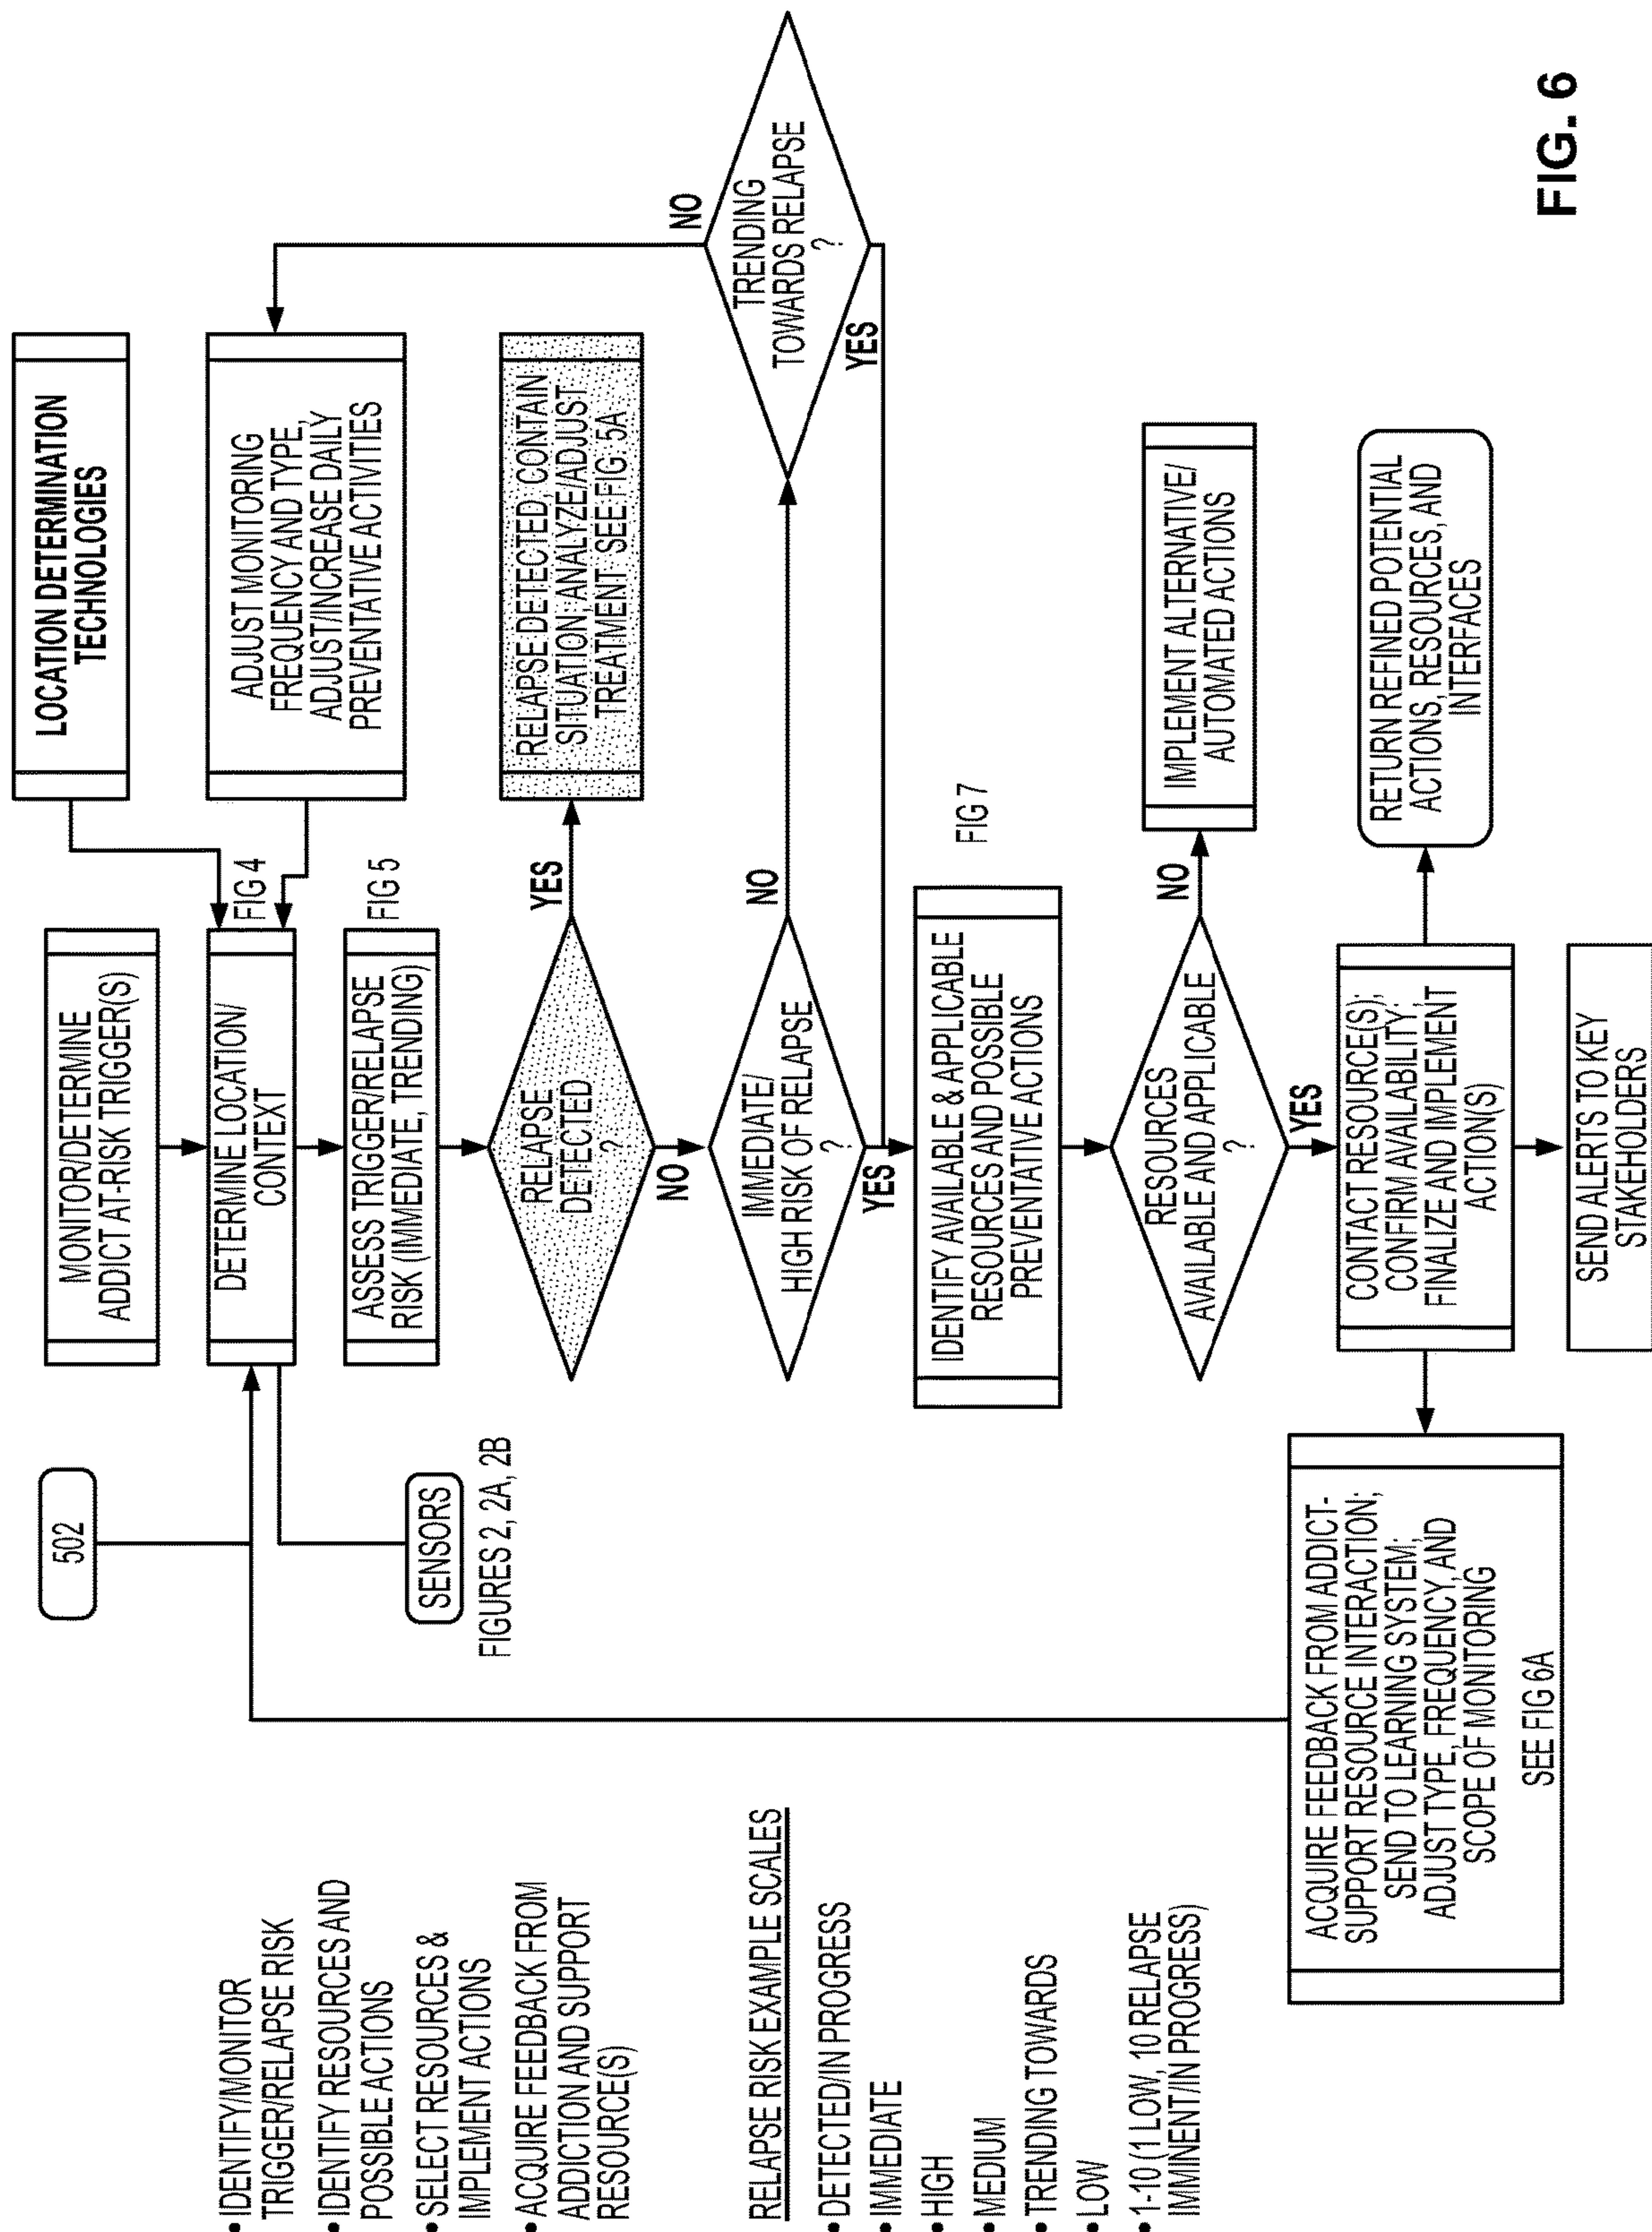 • IDENTIFY/MONITOR
TRIGGER/RELAPSE RISK
• IDENTIFY RESOURCES AND
POSSIBLE ACTIONS
• SELECT RESOURCES &
IMPLEMENT ACTIONS
• ACQUIRE FEEDBACK FROM
ADDICTION AND SUPPORT
RESOURCE(S)
RELAPSE RISK EXAMPLE SCALES
• DETECTED/IN PROGRESS
• IMMEDIATE
• HIGH
• MEDIUM
• TRENDING TOWARDS
• LOW
• 1-10 (1 LOW, 10 RELAPSE
IMMINENT/IN PROGRESS)
502
SENSORS
FIGURES 2, 2A, 2B
MONITOR/DETERMINE
ADDICT AT-RISK TRIGGER(S)
LOCATION DETERMINATION
TECHNOLOGIES
DETERMINE LOCATION/
CONTEXT
FIG 4
ADJUST MONITORING
FREQUENCY AND TYPE,
ADJUST/INCREASE DAILY
PREVENTATIVE ACTIVITIES
ASSESS TRIGGER/RELAPSE
RISK (IMMEDIATE, TRENDING)
FIG 5
RELAPSE
DETECTED
?
YES
RELAPSE DETECTED, CONTAIN
SITUATION, ANALYZE/ADJUST
TREATMENT SEE FIG. 5A
NO
IMMEDIATE/
HIGH RISK OF RELAPSE
?
NO
TRENDING
TOWARDS RELAPSE
?
NO
YES
YES
IDENTIFY AVAILABLE & APPLICABLE
RESOURCES AND POSSIBLE
PREVENTATIVE ACTIONS
FIG 7
RESOURCES
AVAILABLE AND APPLICABLE
?
NO
IMPLEMENT ALTERNATIVE/
AUTOMATED ACTIONS
YES
CONTACT RESOURCE(S);
CONFIRM AVAILABILITY;
FINALIZE AND IMPLEMENT
ACTION(S)
RETURN REFINED POTENTIAL
ACTIONS, RESOURCES, AND
INTERFACES
ACQUIRE FEEDBACK FROM ADDICT-
SUPPORT RESOURCE INTERACTION;
SEND TO LEARNING SYSTEM;
ADJUST TYPE, FREQUENCY, AND
SCOPE OF MONITORING
SEE FIG 6A
SEND ALERTS TO KEY
STAKEHOLDERS
FIG. 6